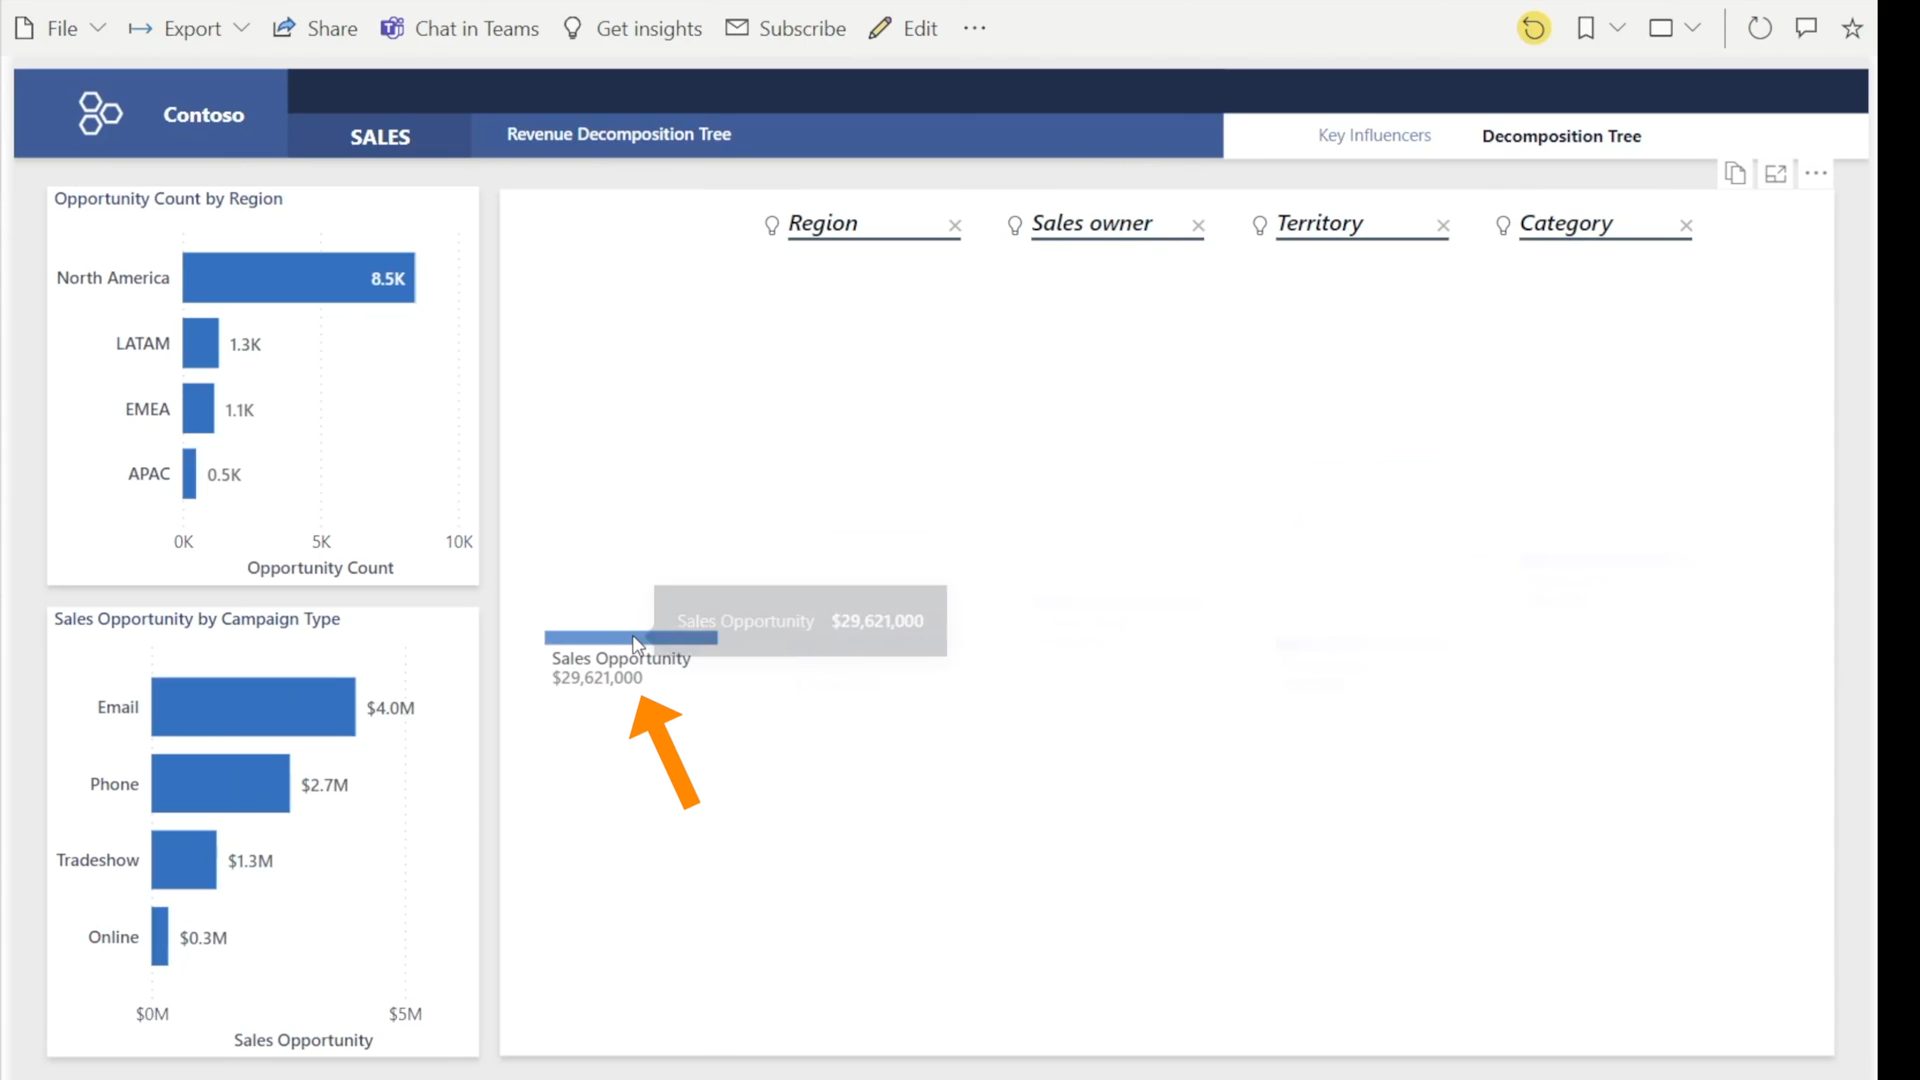 File
Export
Share
Chat in Teams
Get insights
Subscribe
Edit
Contoso
SALES
Revenue Decomposition Tree
Key Influencers
Decomposition Tree
Opportunity Count by Region
North America
8.5K
LATAM
1.3K
EMEA
1.1K
APAC
0.5K
0K
5K
10K
Opportunity Count
Sales Opportunity by Campaign Type
Email
$4.0M
Phone
$2.7M
Tradeshow
$1.3M
Online
$0.3M
$0M
$5M
Sales Opportunity
Region
Sales owner
Territory
Category
Sales Opportunity $29,621,000
Sales Opportunity
$29,621,000